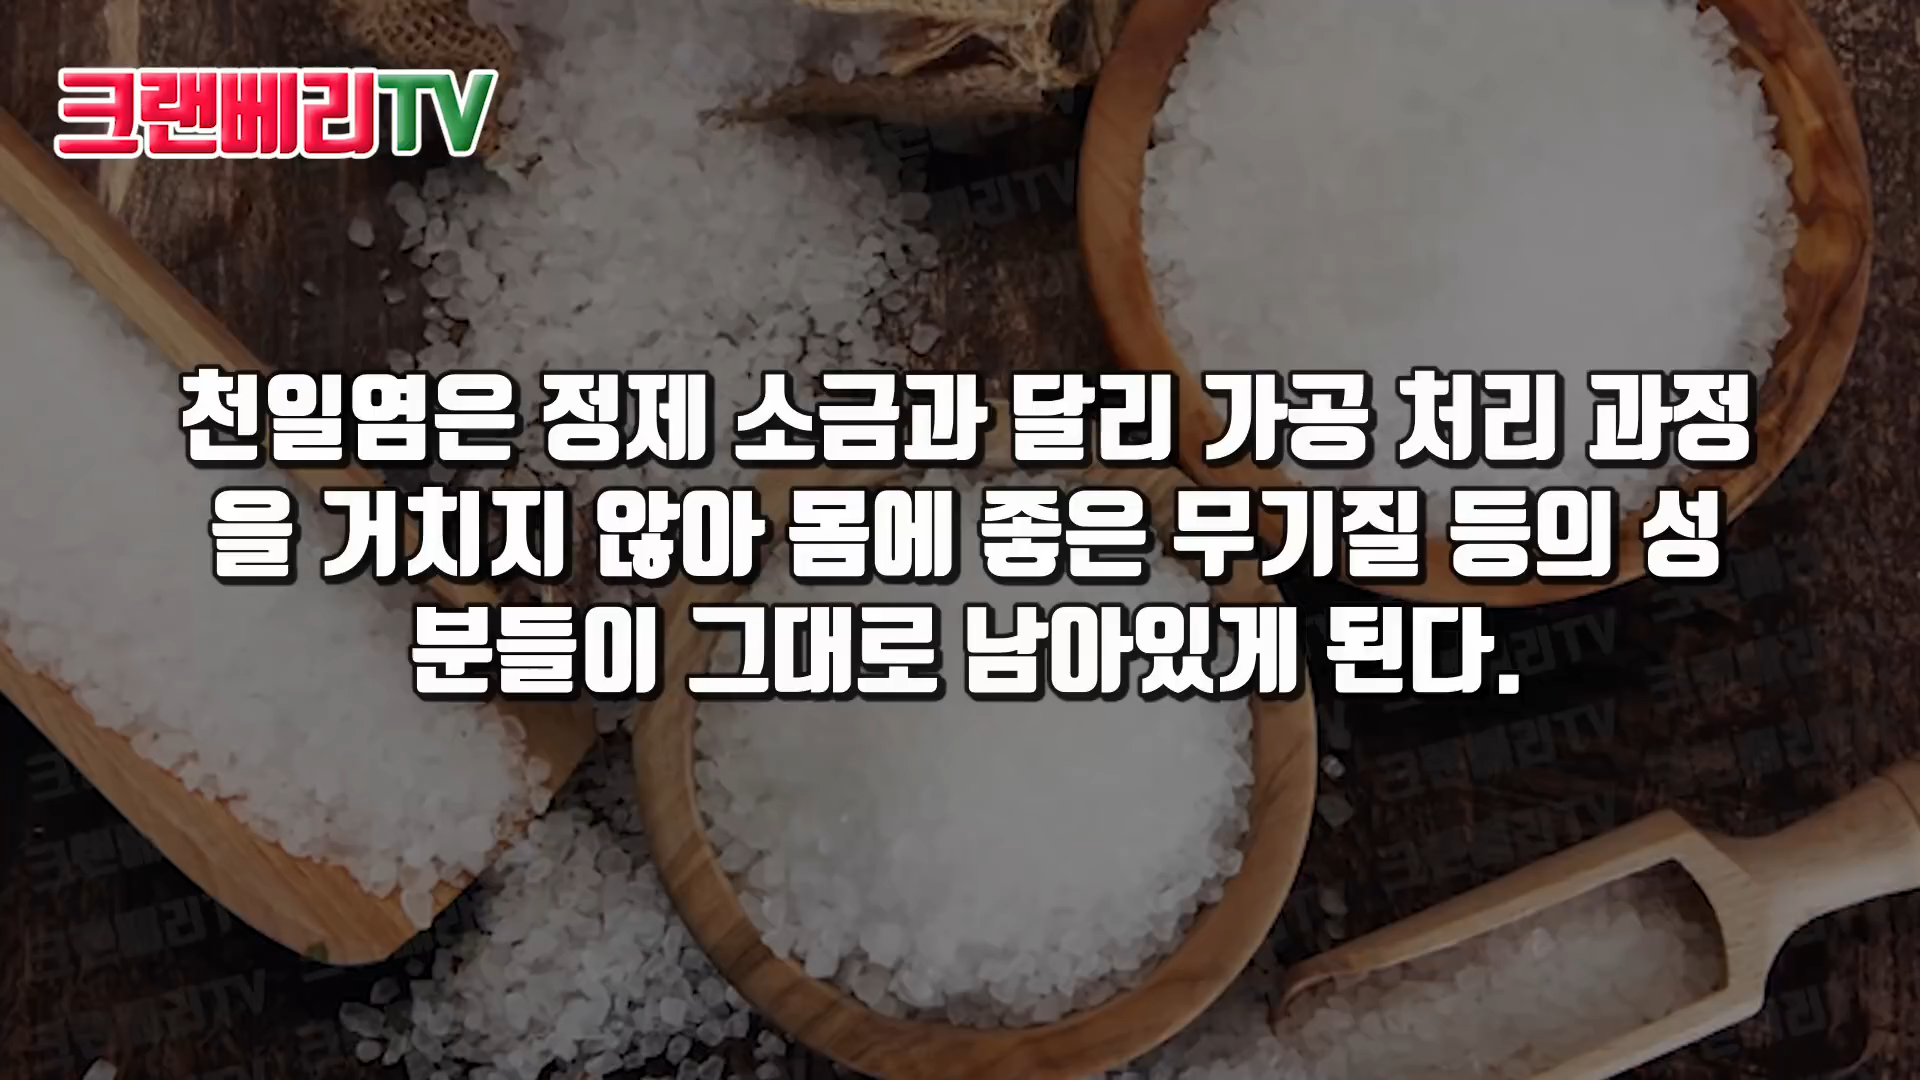 크랜베리TV
천일염은 정제 소금과 달리 가공 처리 과정
을 거치지 않아 몸에 좋은 무기질 등의 성
분들이 그대로 남아있게 된다.